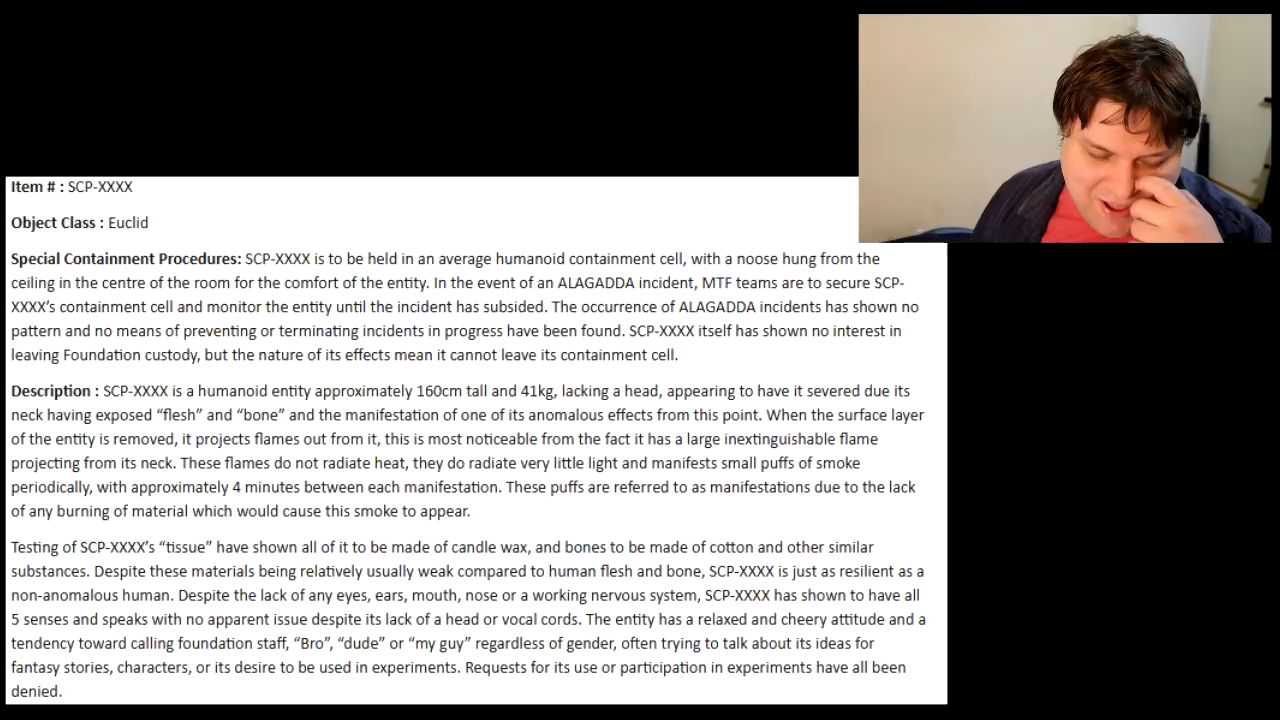 Item # : SCP-XXXX
Object Class : Euclid
Special Containment Procedures: SCP-XXXX is to be held in an average humanoid containment cell, with a noose hung from the
ceiling in the centre of the room for the comfort of the entity. In the event of an ALAGADDA incident, MTF teams are to secure SCP-
XXXX's containment cell and monitor the entity until the incident has subsided. The occurrence of ALAGADDA incidents has shown no
pattern and no means of preventing or terminating incidents in progress have been found. SCP-XXXX itself has shown no interest in
leaving Foundation custody, but the nature of its effects mean it cannot leave its containment cell.
Description : SCP-XXXX is a humanoid entity approximately 160cm tall and 41kg, lacking a head, appearing to have it severed due its
neck having exposed “flesh” and “bone” and the manifestation of one of its anomalous effects from this point. When the surface layer
of the entity is removed, it projects flames out from it, this is most noticeable from the fact it has a large inextinguishable flame
projecting from its neck. These flames do not radiate heat, they do radiate very little light and manifests small puffs of smoke
periodically, with approximately 4 minutes between each manifestation. These puffs are referred to as manifestations due to the lack
of any burning of material which would cause this smoke to appear.
Testing of SCP-XXXX's “tissue” have shown all of it to be made of candle wax, and bones to be made of cotton and other similar
substances. Despite these materials being relatively usually weak compared to human flesh and bone, SCP-XXXX is just as resilient as a
non-anomalous human. Despite the lack of any eyes, ears, mouth, nose or a working nervous system, SCP-XXXX has shown to have all
5 senses and speaks with no apparent issue despite its lack of a head or vocal cords. The entity has a relaxed and cheery attitude and a
tendency toward calling foundation staff, “Bro”, “dude” or “my guy” regardless of gender, often trying to talk about its ideas for
fantasy stories, characters, or its desire to be used in experiments. Requests for its use or participation in experiments have all been
denied.